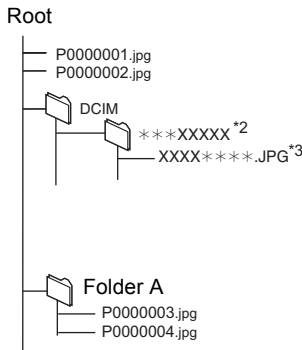 Root
P0000001.jpg
P0000002.jpg
DCIM
∗∗∗XXXXX*2
XXXX∗∗∗∗.JPG*3
Folder A
P0000003.jpg
P0000004.jpg